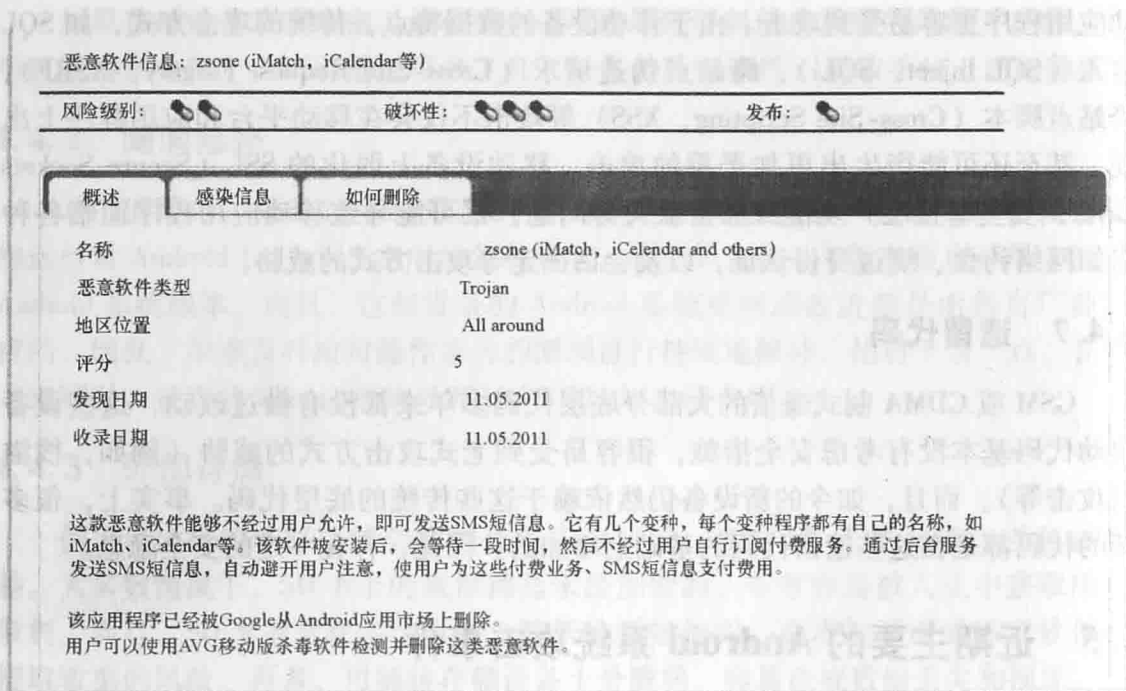 恶意软件信息：zsone (iMatch，iCalendar等)
风险级别： 破坏性： 发布：
概述 感染信息 如何删除
名称 zsone (iMatch，iCelendar and others)
恶意软件类型 Trojan
地区位置 All around
评分 5
发现日期 11.05.2011
收录日期 11.05.2011
这款恶意软件能够不经过用户允许，即可发送SMS短信息。它有几个变种，每个变种程序都有自己的名称，如
iMatch、iCalendar等。该软件被安装后，会等待一段时间，然后不经过用户自行订阅付费服务。通过后台服务
发送SMS短信息，自动避开用户注意，使用户为这些付费业务、SMS短信息支付费用。
该应用程序已经被Google从Android应用市场上删除。
用户可以使用AVG移动版杀毒软件检测并删除这类恶意软件。